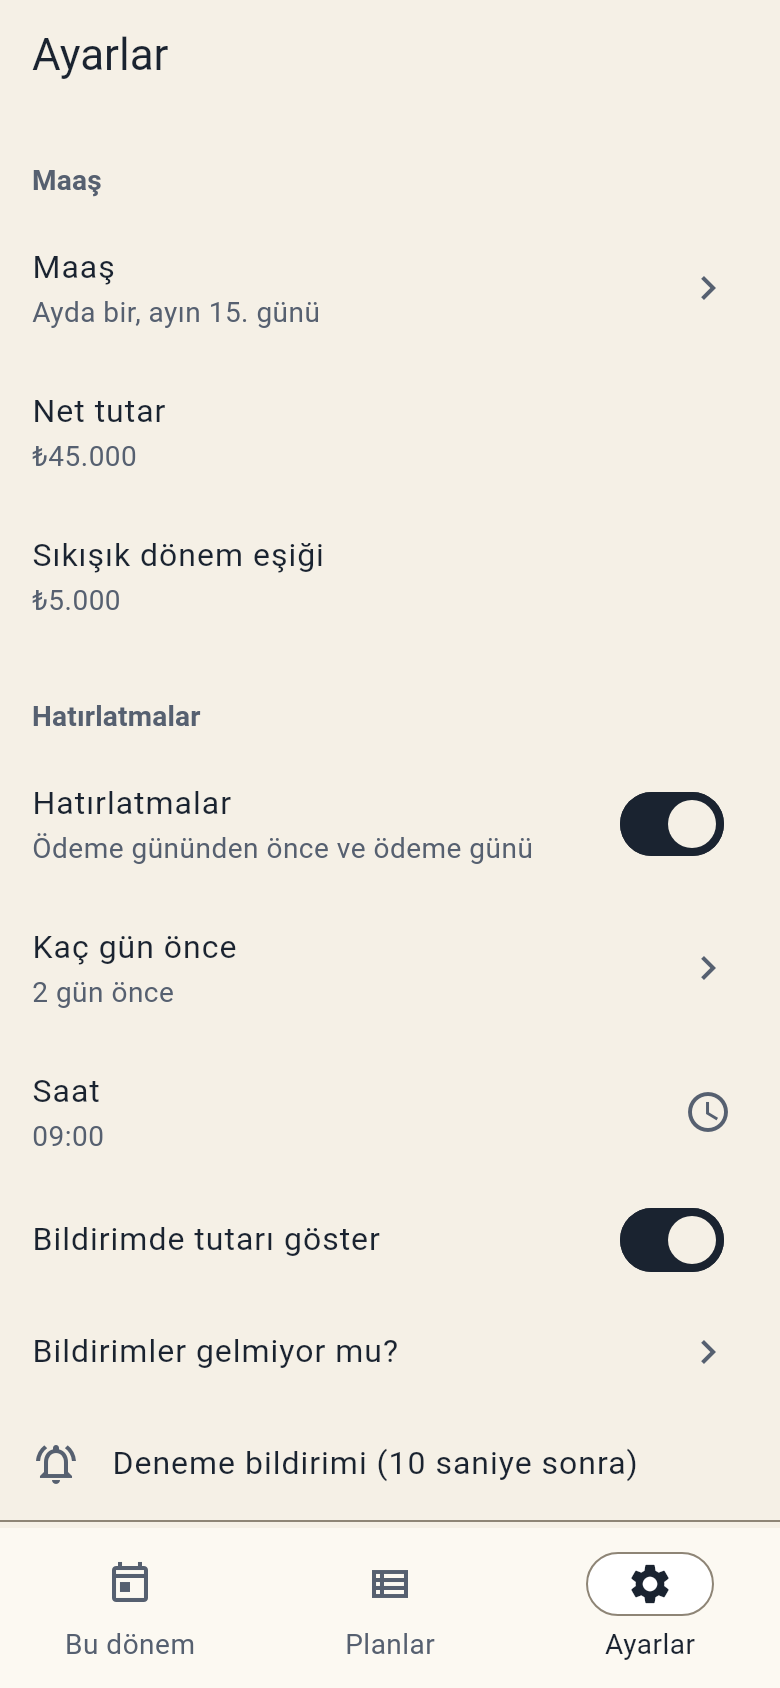 Ayarlar
Maaş
Maaş
Ayda bir, ayın 15. günü
Net tutar
₺45.000
Sıkışık dönem eşiği
₺5.000
Hatırlatmalar
Hatırlatmalar
Ödeme gününden önce ve ödeme günü
Kaç gün önce
2 gün önce
Saat
09:00
Bildirimde tutarı göster
Bildirimler gelmiyor mu?
Deneme bildirimi (10 saniye sonra)
Bu dönem
Planlar
Ayarlar